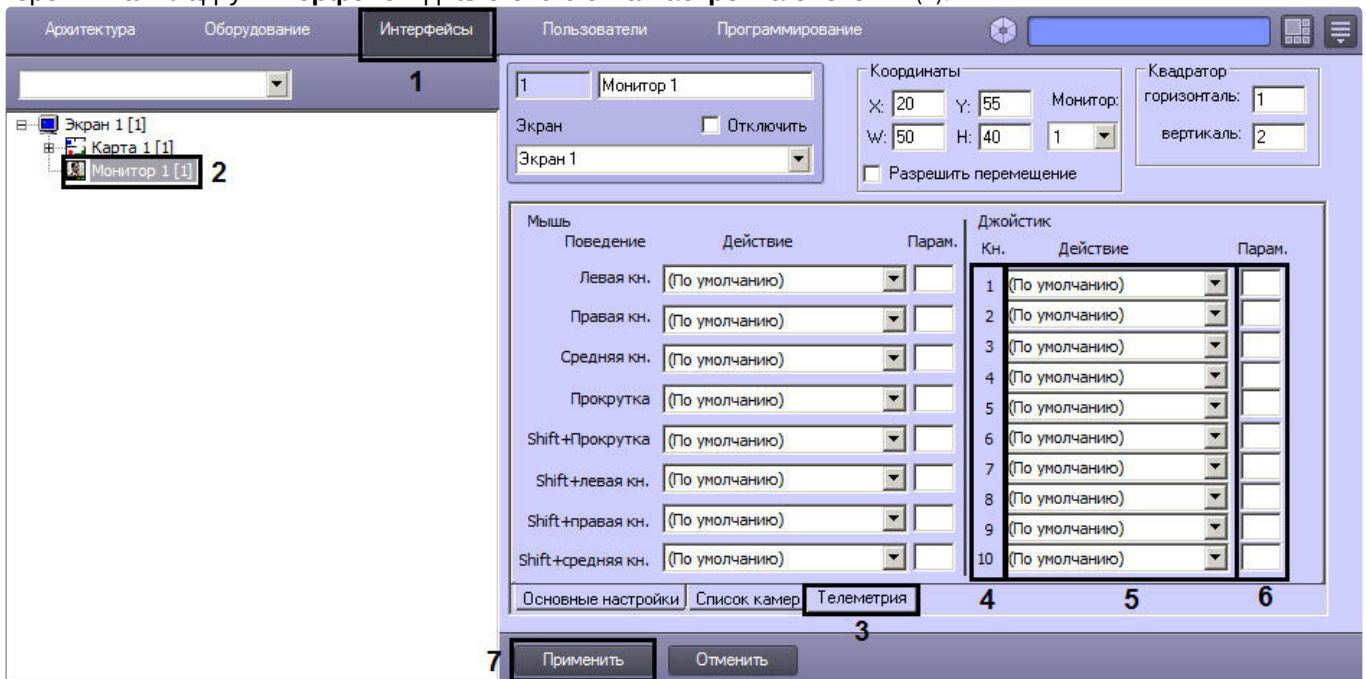 Архитектура Оборудование Интерфейсы Пользователи Программирование
1
1 Монитор 1
Экран Отключить
Экран 1
Координаты
X: 20 Y: 55 Монитор:
W: 50 H: 40 1
Разрешить перемещение
Квадратор
горизонталь: 1
вертикаль: 2
Экран 1 [1]
Карта 1 [1]
Монитор 1 [1] 2
Мышь
Поведение Действие Парам.
Левая кн. (По умолчанию)
Правая кн. (По умолчанию)
Средняя кн. (По умолчанию)
Прокрутка (По умолчанию)
Shift+Прокрутка (По умолчанию)
Shift+левая кн. (По умолчанию)
Shift+правая кн. (По умолчанию)
Shift+средняя кн. (По умолчанию)
Джойстик
Кн. Действие Парам.
1 (По умолчанию)
2 (По умолчанию)
3 (По умолчанию)
4 (По умолчанию)
5 (По умолчанию)
6 (По умолчанию)
7 (По умолчанию)
8 (По умолчанию)
9 (По умолчанию)
10 (По умолчанию)
Основные настройки Список камер Телеметрия 4 5 6
3
7 Применить Отменить